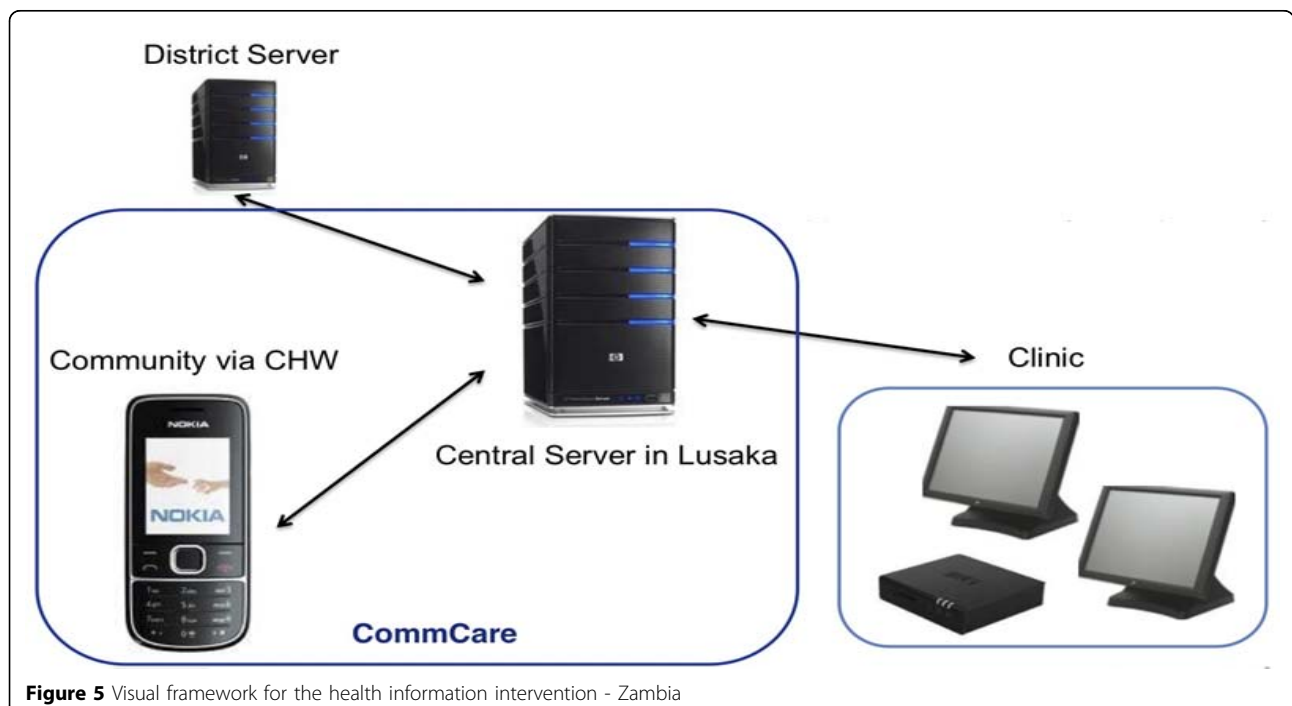 District Server
Community via CHW
NOKIA
NOKIA
CommCare
Central Server in Lusaka
Clinic
Figure 5 Visual framework for the health information intervention - Zambia